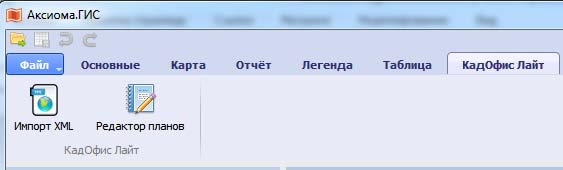 Аксиома.ГИС
Файл Основные Карта Отчёт Легенда Таблица КадОфис Лайт
Импорт XML Редактор планов
КадОфис Лайт